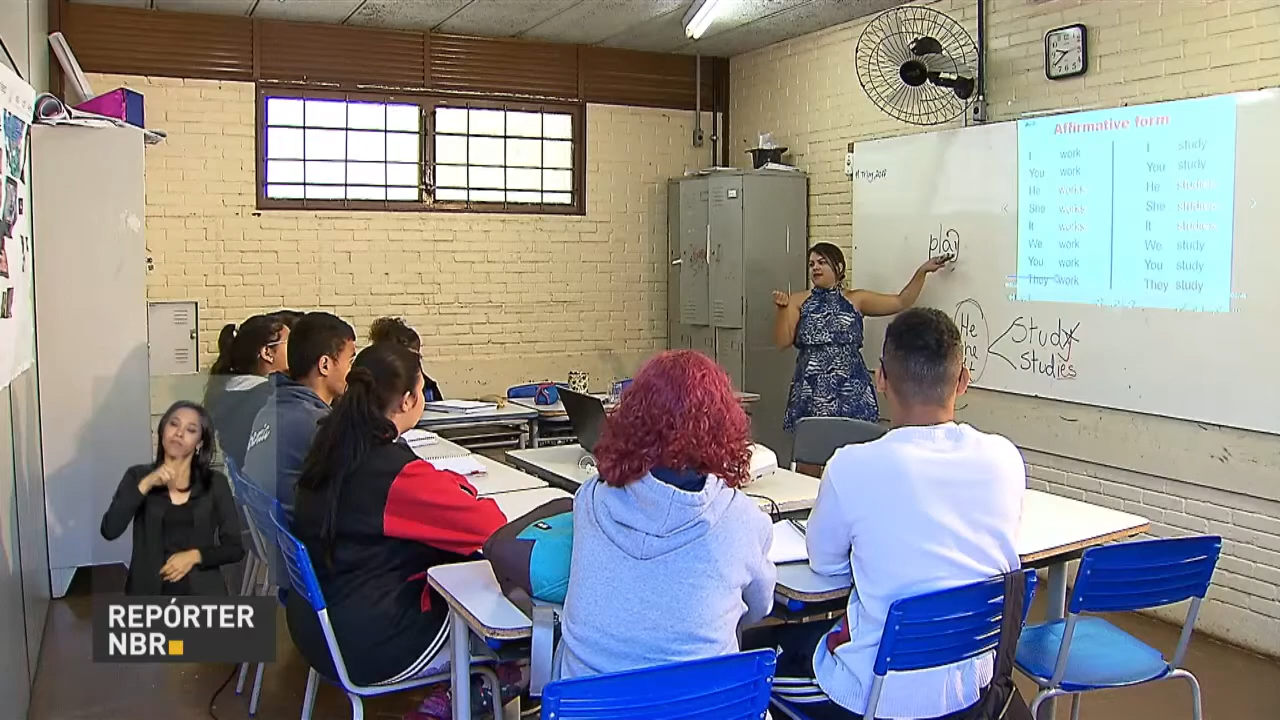 Affirmative form
I work
You work
He works
She works
It works
We work
You work
They work
I study
You study
He studies
She studies
It studies
We study
You study
They study
play
He
Study
Studies
REPÓRTER
NBR